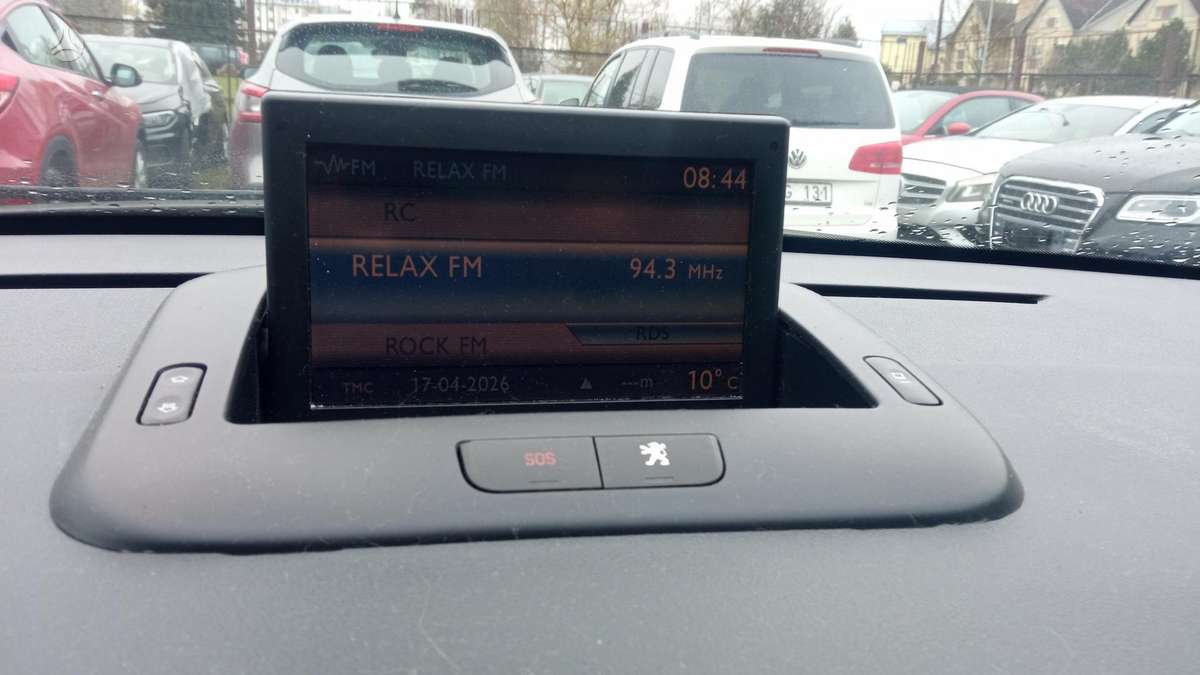 FM RELAX FM 08:44
RC
RELAX FM 94.3 MHz
ROCK FM RDS
TMC 17-04-2026 ---m 10°C
SOS
G 131